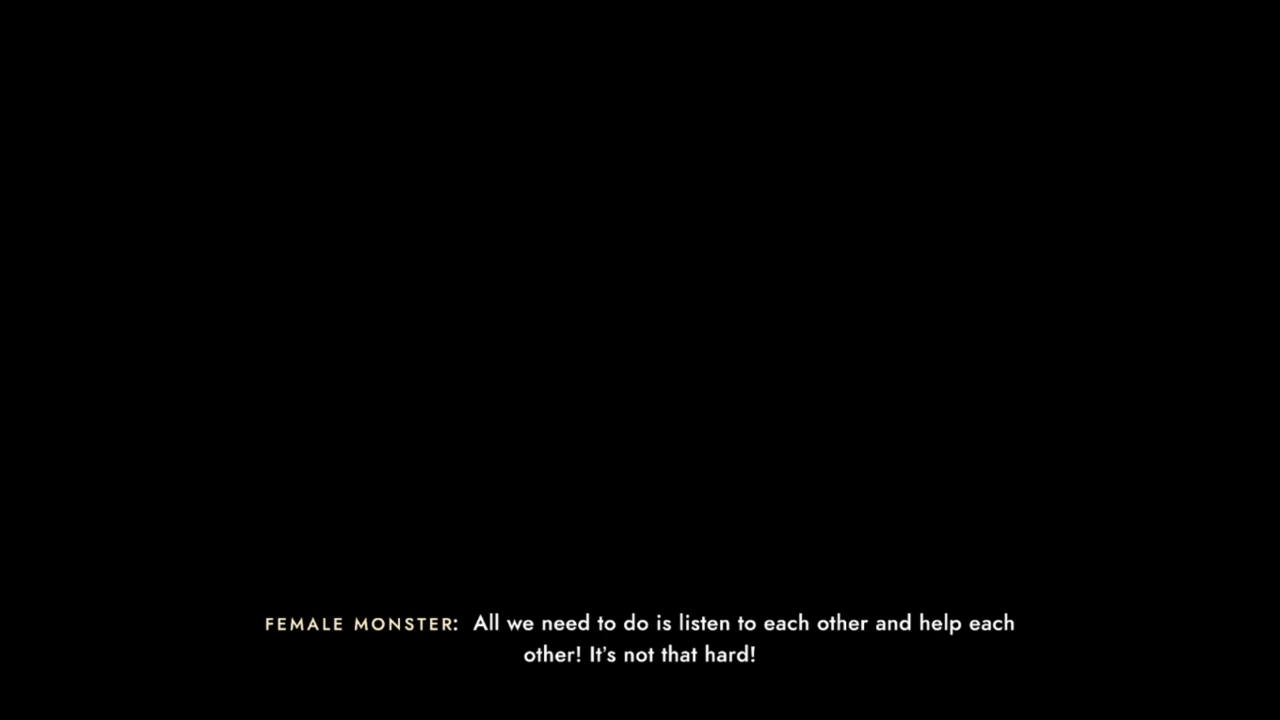 FEMALE MONSTER: All we need to do is listen to each other and help each
other! It's not that hard!